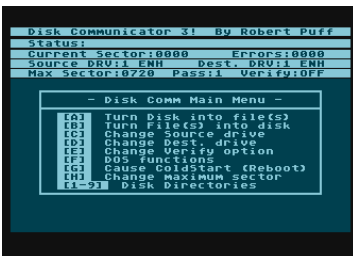 Disk Communicator 3! By Robert Puff
Status:
Current Sector:0000 Errors:0000
Source DRV:1 ENH Dest. DRV:1 ENH
Max Sector:0720 Pass:1 Verify:OFF
- Disk Comm Main Menu -
[A] Turn Disk into file(s)
[B] Turn File(s) into disk
[C] Change Source drive
[D] Change Dest. drive
[E] Change Verify option
[F] DOS functions
[G] Cause ColdStart (Reboot)
[H] Change maximum sector
[1-9] Disk Directories